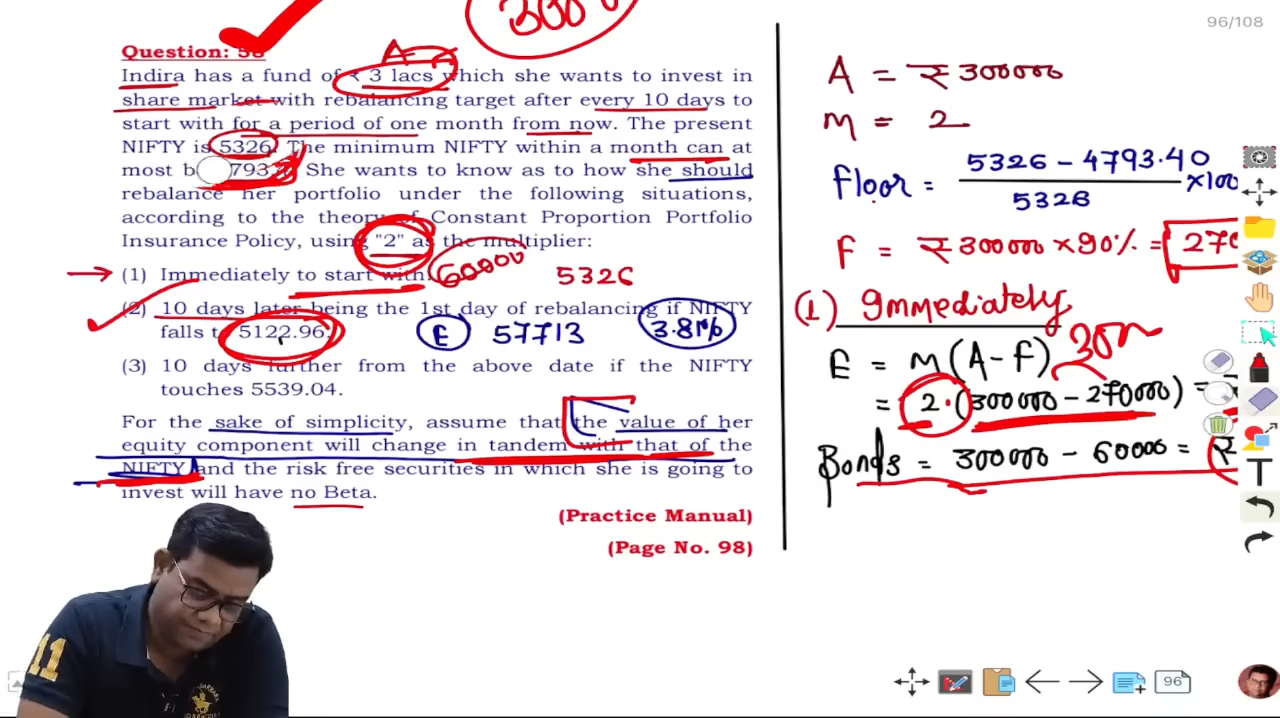 96/108
300
Question: 58
A
Indira has a fund of ₹ 3 lacs which she wants to invest in
share market with rebalancing target after every 10 days to
start with for a period of one month from now. The present
NIFTY is 5326. The minimum NIFTY within a month can at
most b 793. She wants to know as to how she should
rebalance her portfolio under the following situations,
according to the theory of Constant Proportion Portfolio
Insurance Policy, using "2" as the multiplier:
(1) Immediately to start with. 60000 5326
(2) 10 days later being the 1st day of rebalancing if NIFTY
falls to 5122.96. E 57713 3.81%
(3) 10 days further from the above date if the NIFTY
touches 5539.04.
For the sake of simplicity, assume that the value of her
equity component will change in tandem with that of the
NIFTY and the risk free securities in which she is going to
invest will have no Beta.
(Practice Manual)
(Page No. 98)
A = ₹300000
M = 2
Floor = 5326 - 4793.40
5326 ×100
F = ₹300000 × 90% = 270
(1) Immediately
E = M(A-F)
= 2.(300000 - 270000) =
Bonds = 300000 - 60000 = ₹
T
96
11